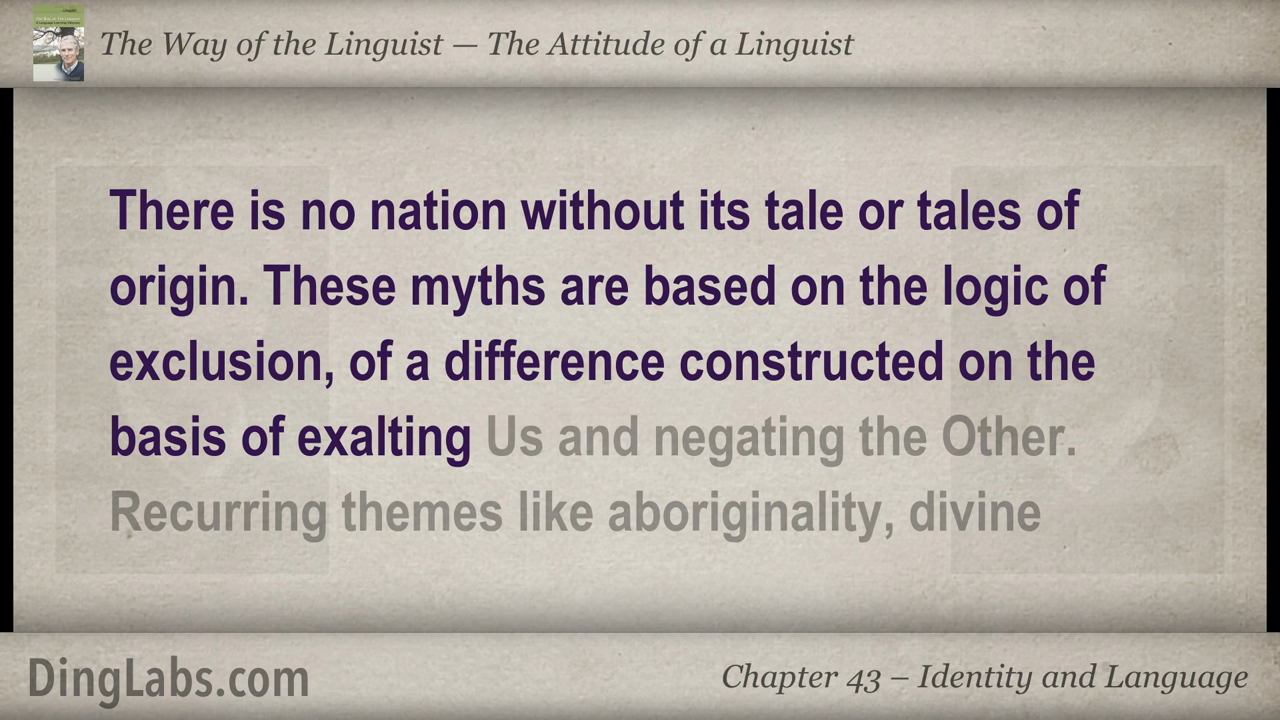 The Way of the Linguist — The Attitude of a Linguist
There is no nation without its tale or tales of
origin. These myths are based on the logic of
exclusion, of a difference constructed on the
basis of exalting Us and negating the Other.
Recurring themes like aboriginality, divine
DingLabs.com
Chapter 43 – Identity and Language